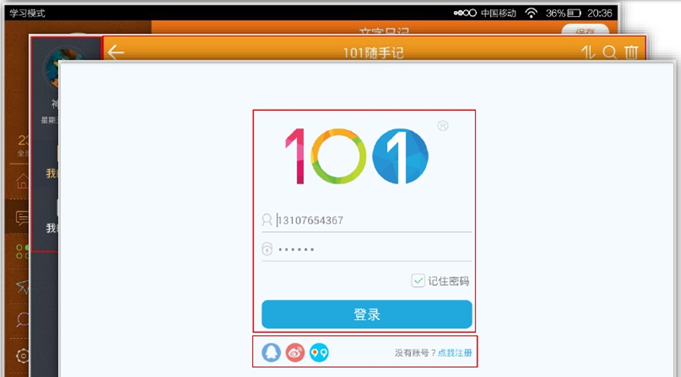 学习模式 中国移动 36% 20:36
文字日记 保存
101随手记
101
13107654367
••••••
记住密码
登录
没有账号？点我注册